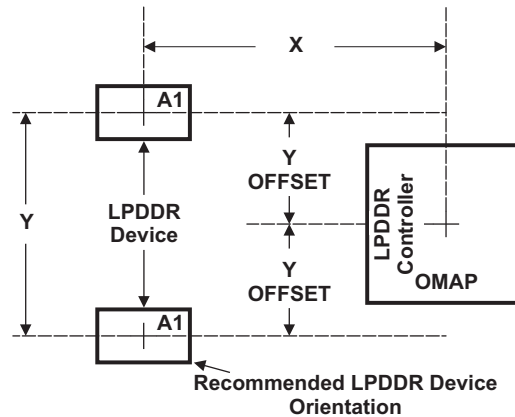 X
A1
Y
OFFSET
Y
LPDDR
Device
LPDDR
Controller
OMAP
Y
OFFSET
A1
Recommended LPDDR Device
Orientation